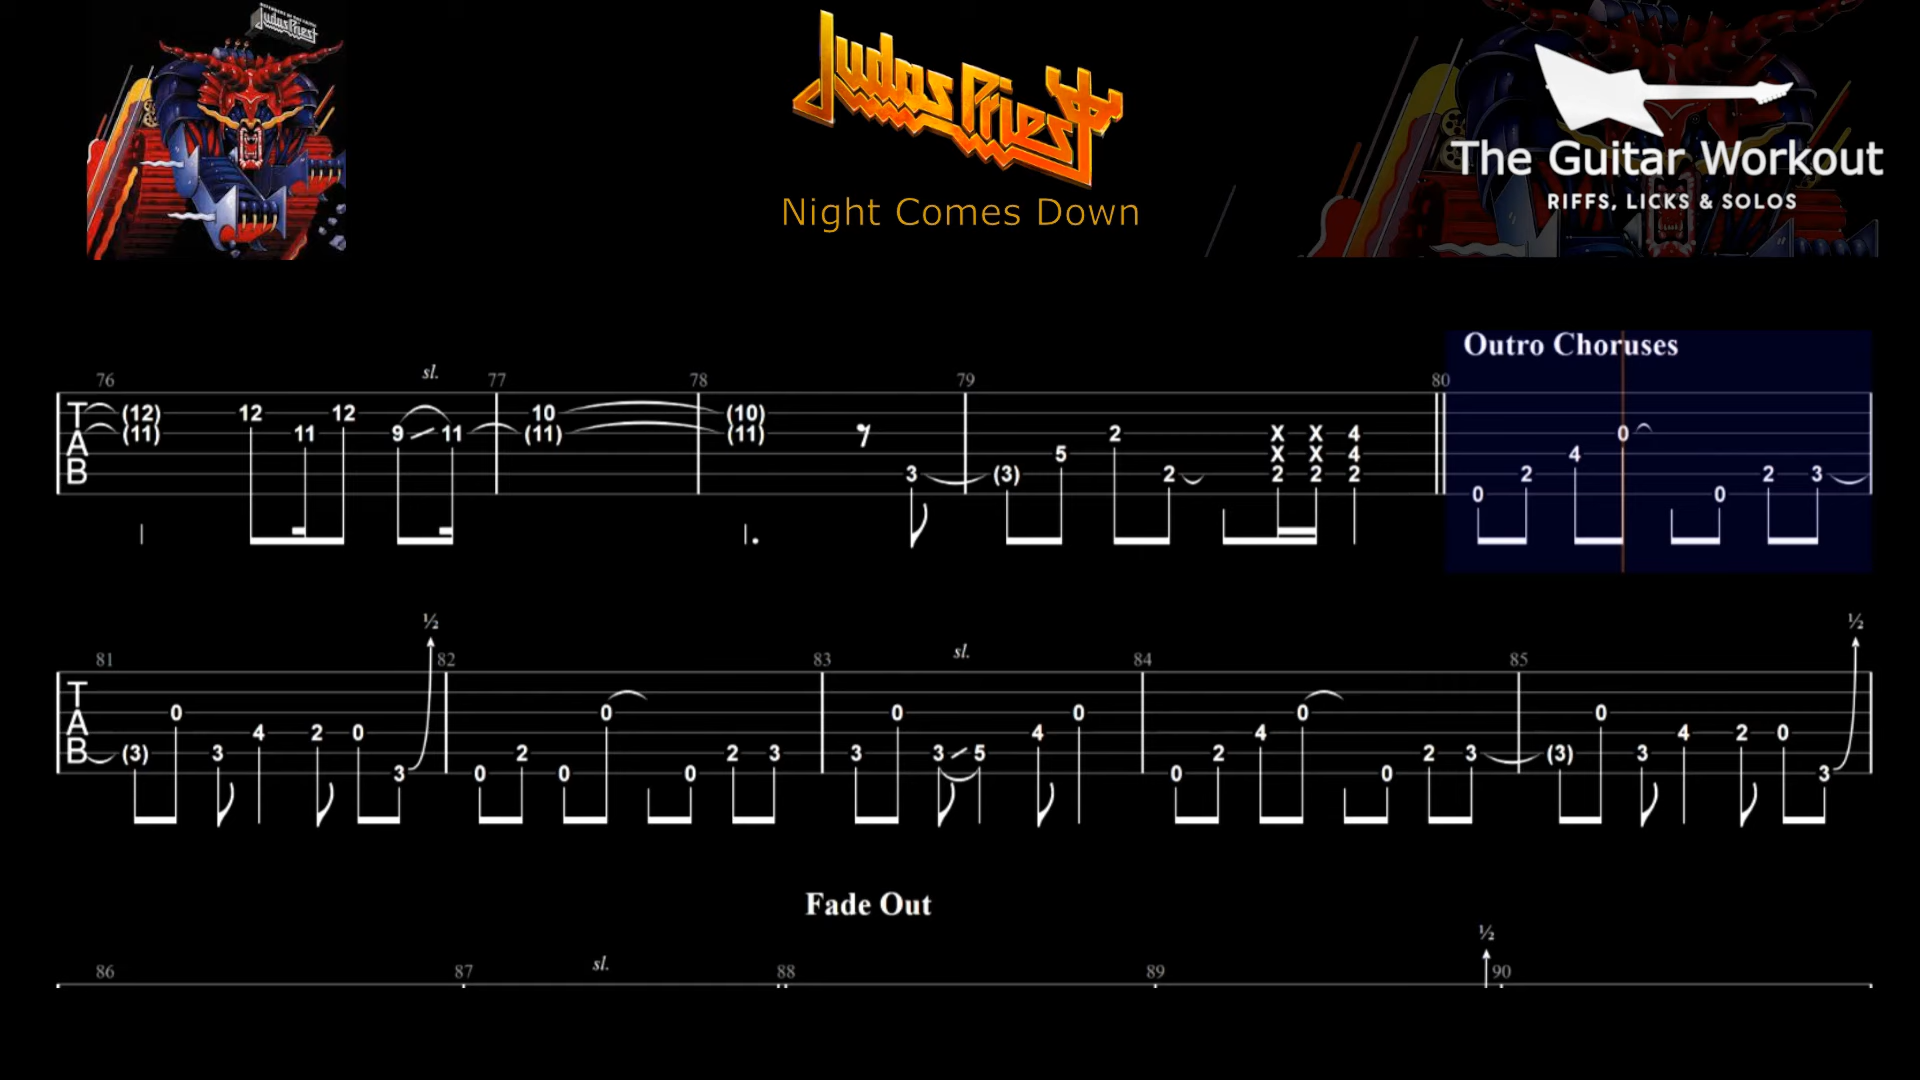 Judas Priest
Judas Priest
Night Comes Down
The Guitar Workout
RIFFS, LICKS & SOLOS
Outro Choruses
76 sl. 77 78 79 80
T A B
(12) 12 12 10 (10)
(11) 11 9 11 (11) (11) 2 X X 4 0
5 X X 4 4
3 (3) 2 2 2 2 2 2 3
0 0
½ ½
81 82 83 sl. 84 85
T A B
0 0 0 0 0 0
4 2 0 4 4 4 2 0
(3) 3 2 2 3 3 3 5 2 2 3 (3) 3
3 0 0 0 0 0 3
Fade Out
½
86 87 sl. 88 89 90